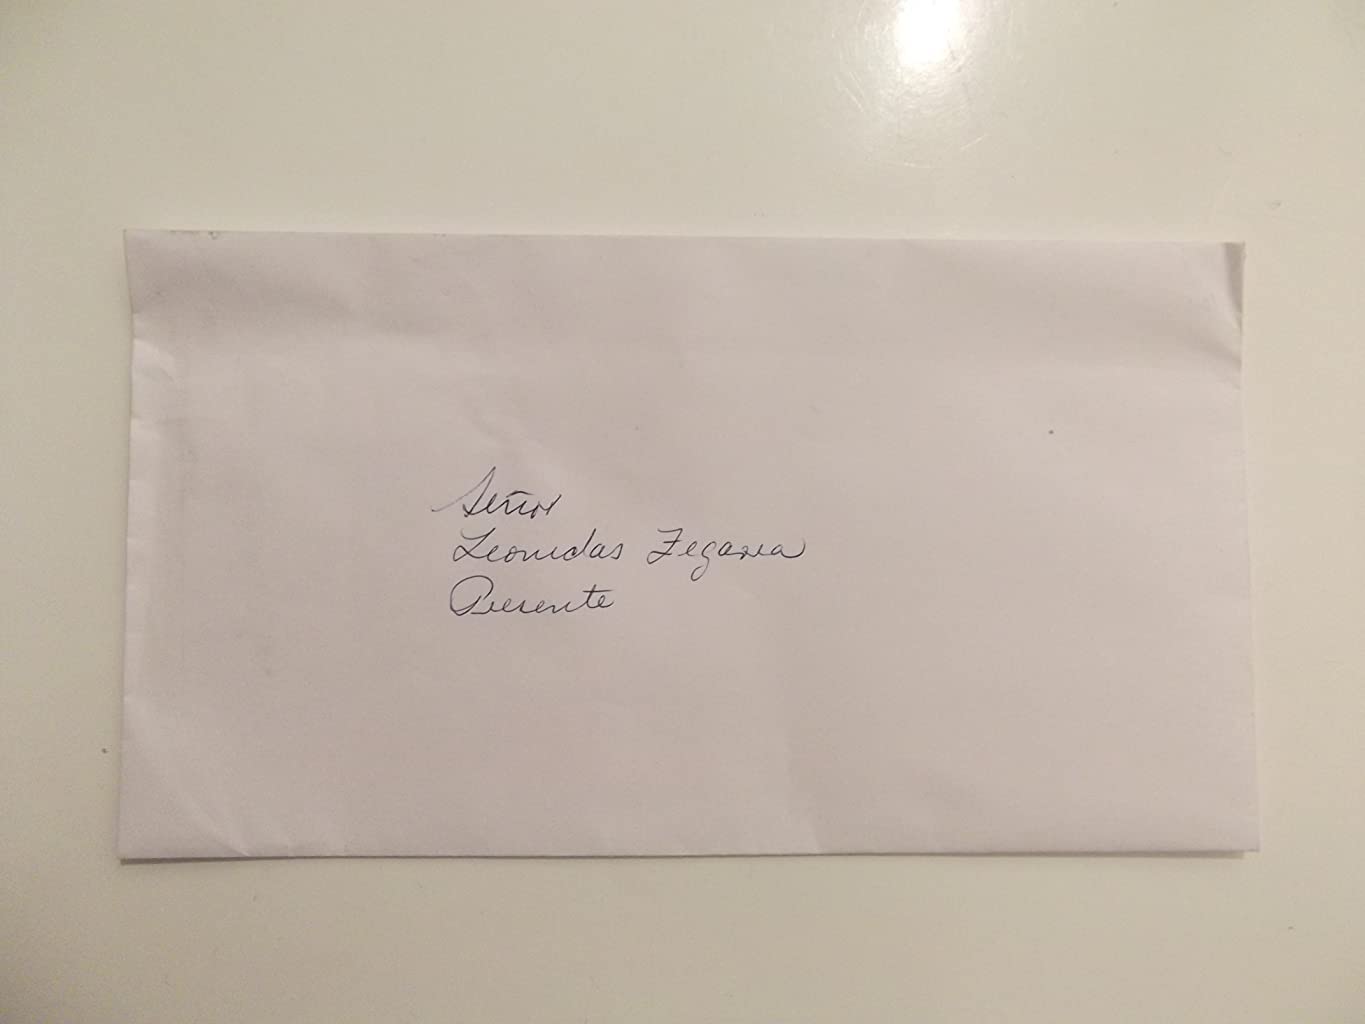 Señor
Leonidas Zegarra
Presente